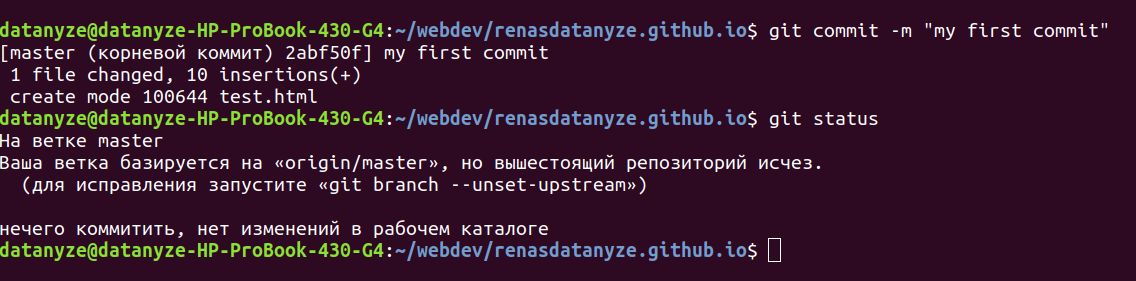 datanyze@datanyze-HP-ProBook-430-G4:~/webdev/renasdatanyze.github.io$ git commit -m "my first commit"
[master (корневой коммит) 2abf50f] my first commit
 1 file changed, 10 insertions(+)
 create mode 100644 test.html
datanyze@datanyze-HP-ProBook-430-G4:~/webdev/renasdatanyze.github.io$ git status
На ветке master
Ваша ветка базируется на «origin/master», но вышестоящий репозиторий исчез.
  (для исправления запустите «git branch --unset-upstream»)

нечего коммитить, нет изменений в рабочем каталоге
datanyze@datanyze-HP-ProBook-430-G4:~/webdev/renasdatanyze.github.io$